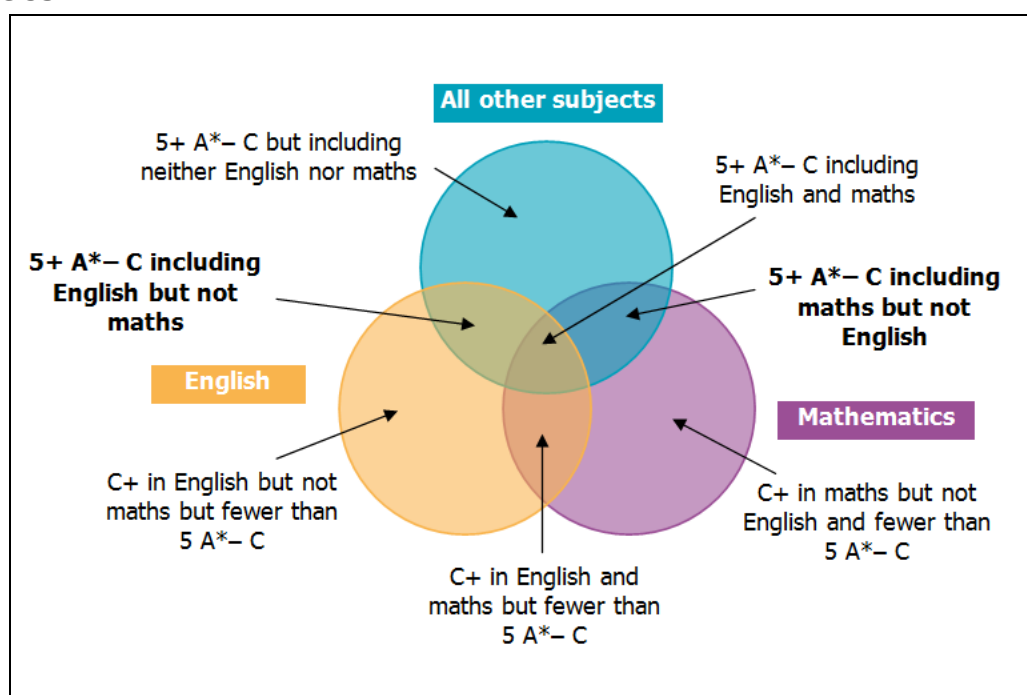 All other subjects
5+ A*– C but including
neither English nor maths
5+ A*– C including
English and maths
5+ A*– C including
English but not
maths
5+ A*– C including
maths but not
English
English
Mathematics
C+ in English but not
maths but fewer than
5 A*– C
C+ in maths but not
English and fewer than
5 A*– C
C+ in English and
maths but fewer than
5 A*– C